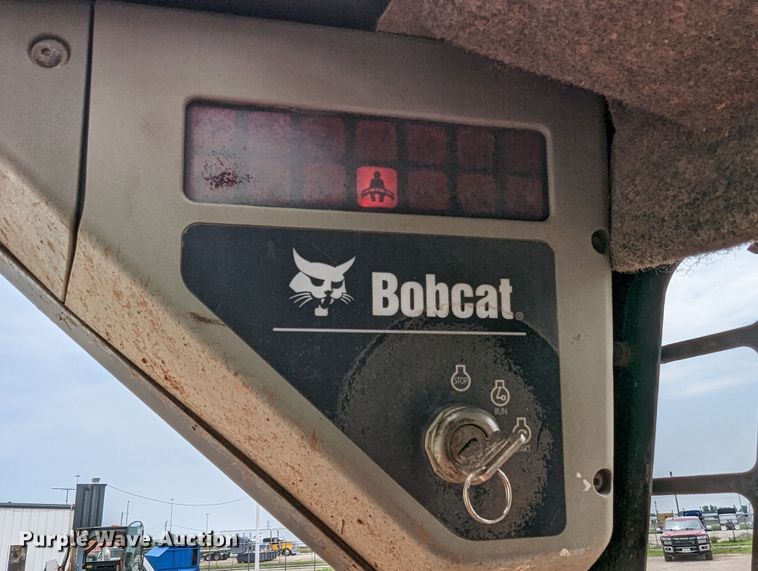 Bobcat®
STOP
RUN
START
Purple Wave Auction